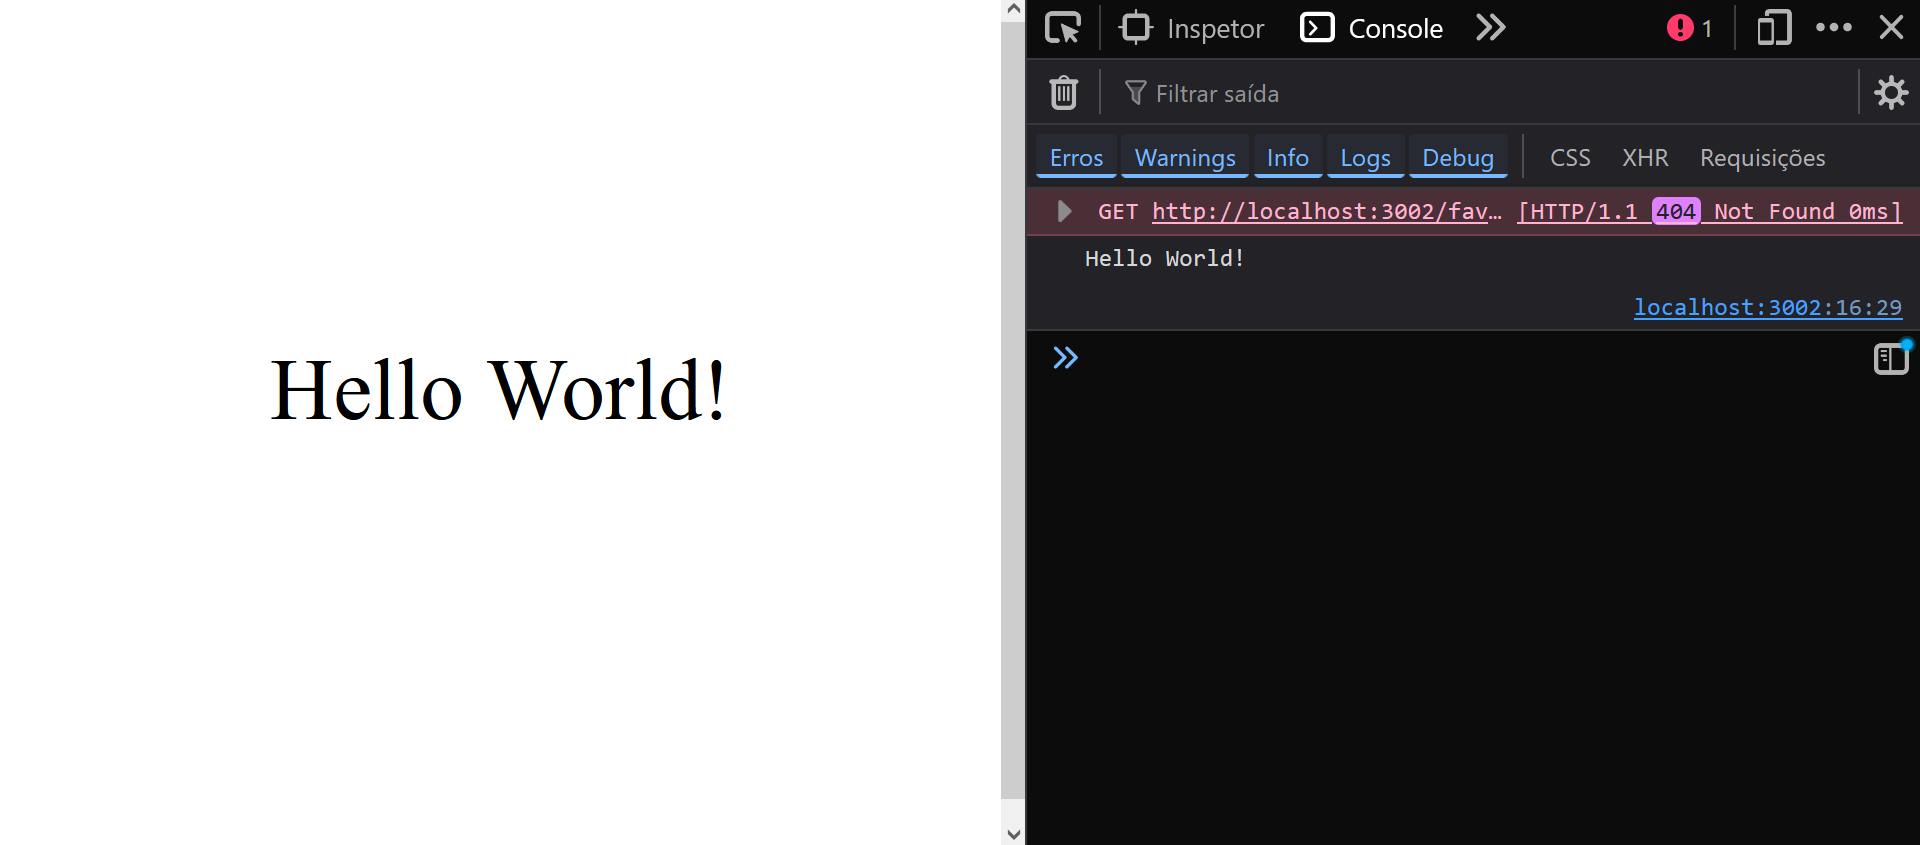 Hello World!
Inspetor Console 1
Filtrar saída
Erros Warnings Info Logs Debug CSS XHR Requisições
GET http://localhost:3002/fav… [HTTP/1.1 404 Not Found 0ms]
Hello World!
localhost:3002:16:29